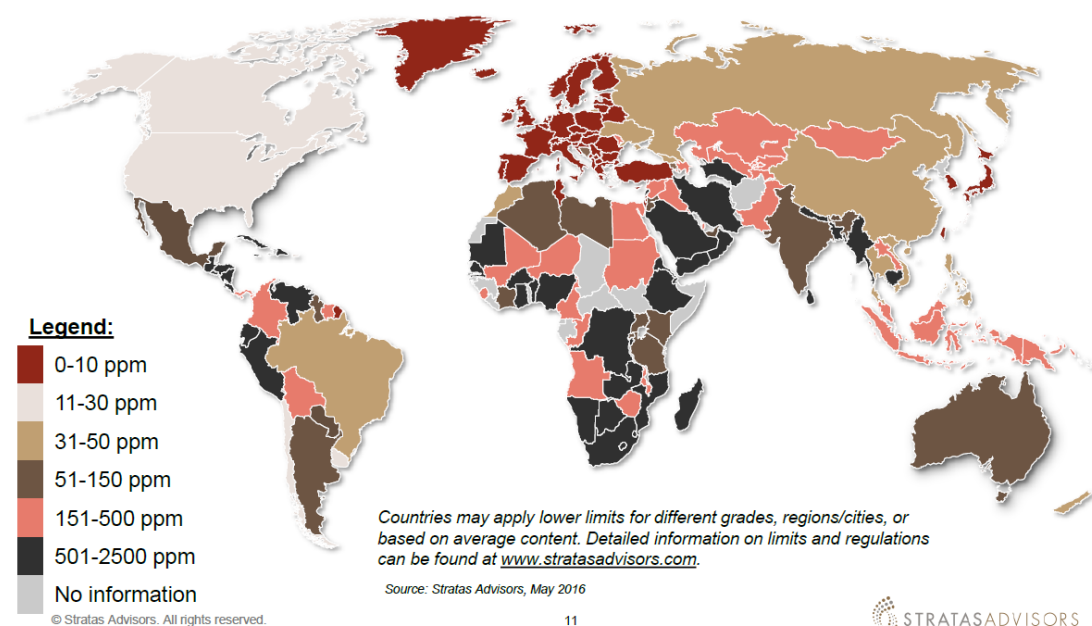 Legend:
0-10 ppm
11-30 ppm
31-50 ppm
51-150 ppm
151-500 ppm
501-2500 ppm
No information
Countries may apply lower limits for different grades, regions/cities, or
based on average content. Detailed information on limits and regulations
can be found at www.stratasadvisors.com.
Source: Stratas Advisors, May 2016
© Stratas Advisors. All rights reserved.
11
STRATASADVISORS